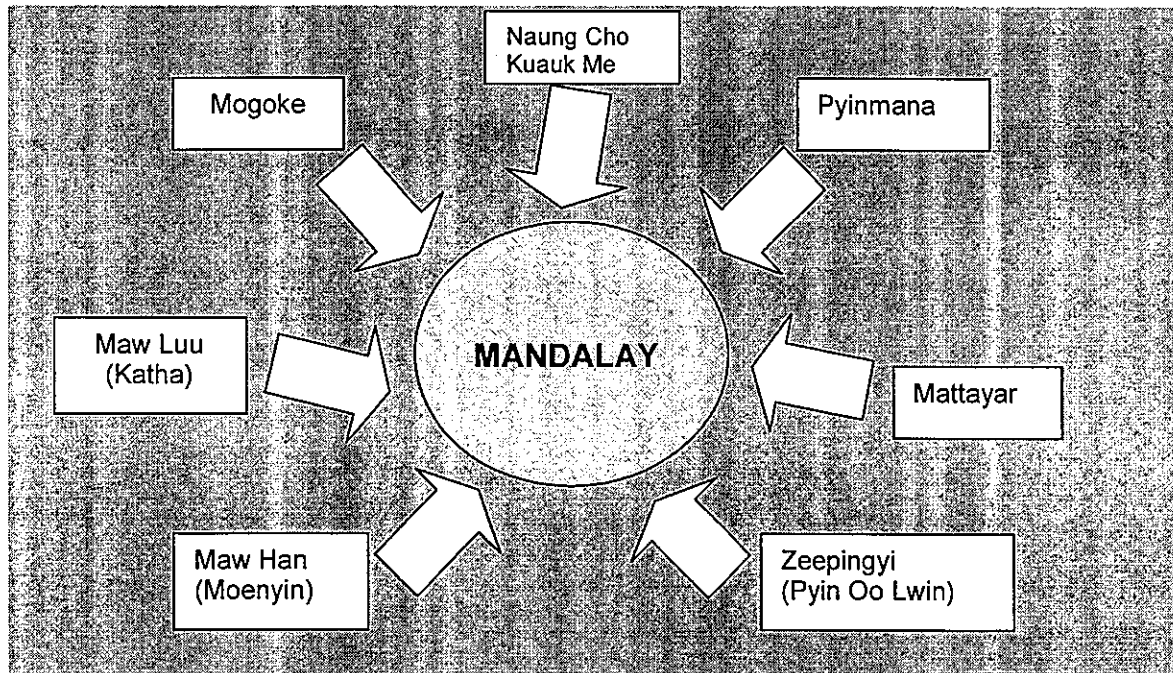 Naung Cho
Kuauk Me
Mogoke
Pyinmana
Maw Luu
(Katha)
MANDALAY
Mattayar
Maw Han
(Moenyin)
Zeepingyi
(Pyin Oo Lwin)